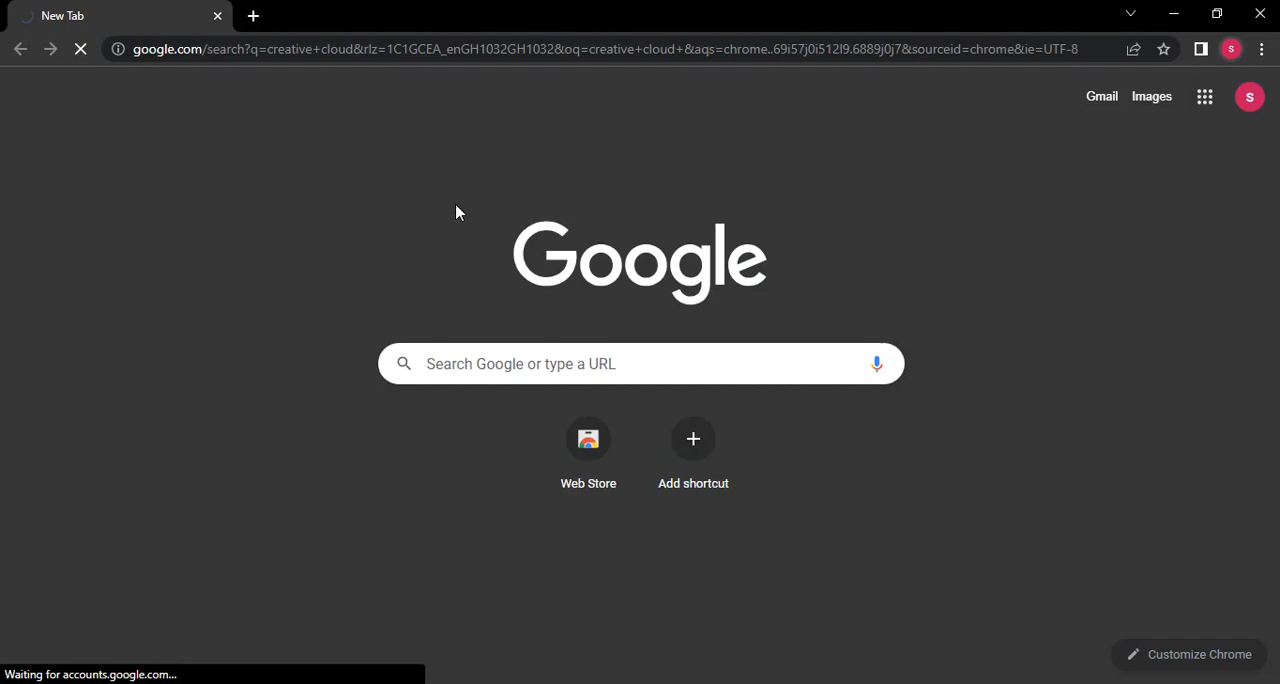 New Tab
google.com/search?q=creative+cloud&rlz=1C1GCEA_enGH1032GH1032&oq=creative+cloud+&aqs=chrome..69i57j0i512l9.6889j0j7&sourceid=chrome&ie=UTF-8
S
Gmail Images S
Google
Search Google or type a URL
Web Store Add shortcut
Customize Chrome
Waiting for accounts.google.com...